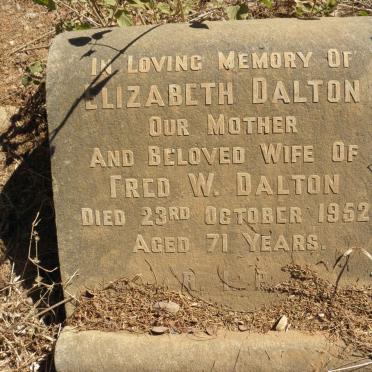 In Loving Memory Of
Elizabeth Dalton
Our Mother
And Beloved Wife Of
Fred W. Dalton
Died 23rd October 1952
Aged 71 Years.